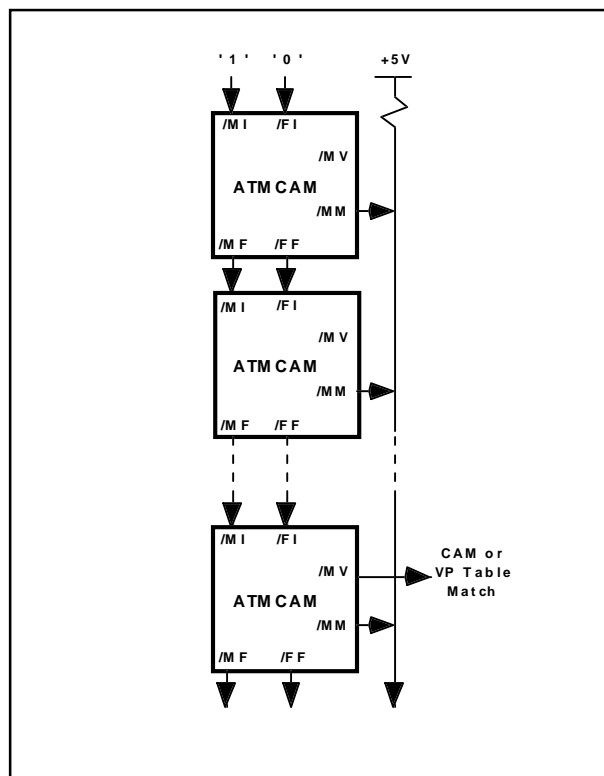 '1' '0' +5V
/MI /FI
/MV
ATMCAM
/MM
/MF /FF
/MI /FI
/MV
ATMCAM
/MM
/MF /FF
/MI /FI
/MV
CAM or
VP Table
Match
ATMCAM
/MM
/MF /FF